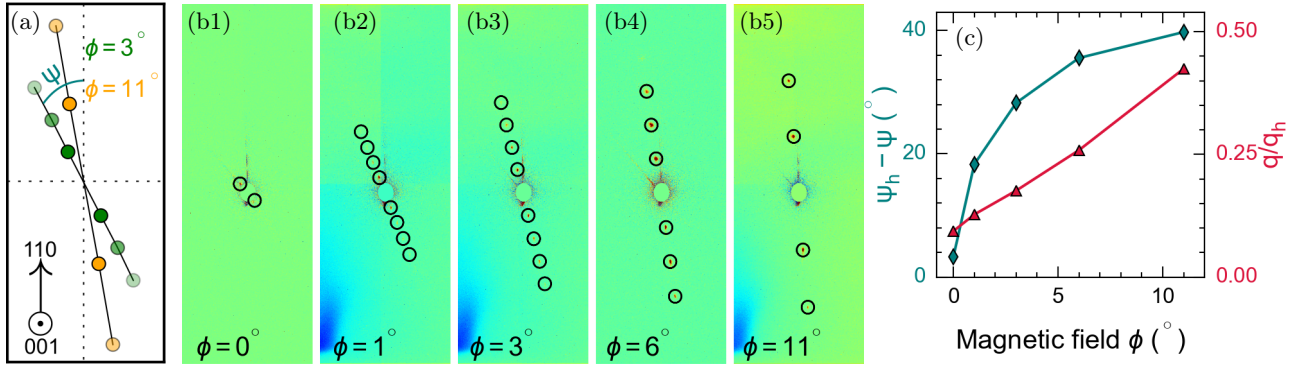 (a)
ϕ = 3°
ψ
ϕ = 11°
110
001
(b1)
ϕ = 0°
(b2)
ϕ = 1°
(b3)
ϕ = 3°
(b4)
ϕ = 6°
(b5)
ϕ = 11°
(c)
40
20
0
ψh − ψ (°)
0.50
0.25
0.00
q/qh
0 5 10
Magnetic field ϕ (°)